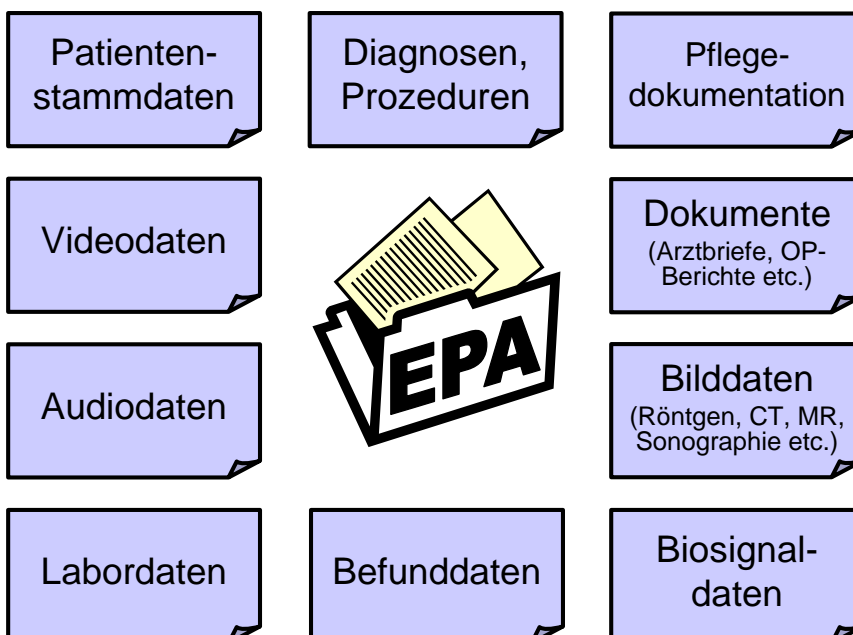 Patienten-
stammdaten
Diagnosen,
Prozeduren
Pflege-
dokumentation
Videodaten
EPA
Dokumente
(Arztbriefe, OP-
Berichte etc.)
Audiodaten
Bilddaten
(Röntgen, CT, MR,
Sonographie etc.)
Labordaten
Befunddaten
Biosignal-
daten